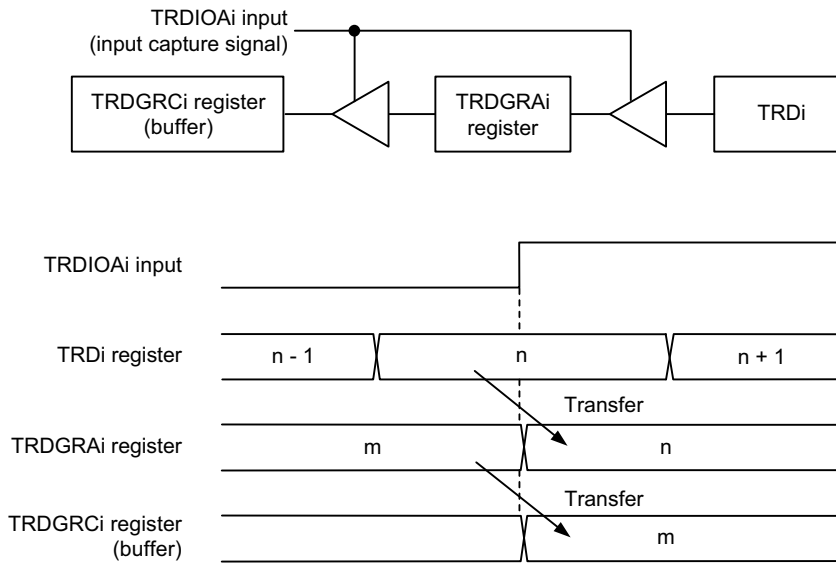 TRDIOAi input
(input capture signal)
TRDGRCi register
(buffer)
TRDGRAi
register
TRDi
TRDIOAi input
TRDi register
n - 1
n
n + 1
Transfer
TRDGRAi register
m
n
Transfer
TRDGRCi register
(buffer)
m